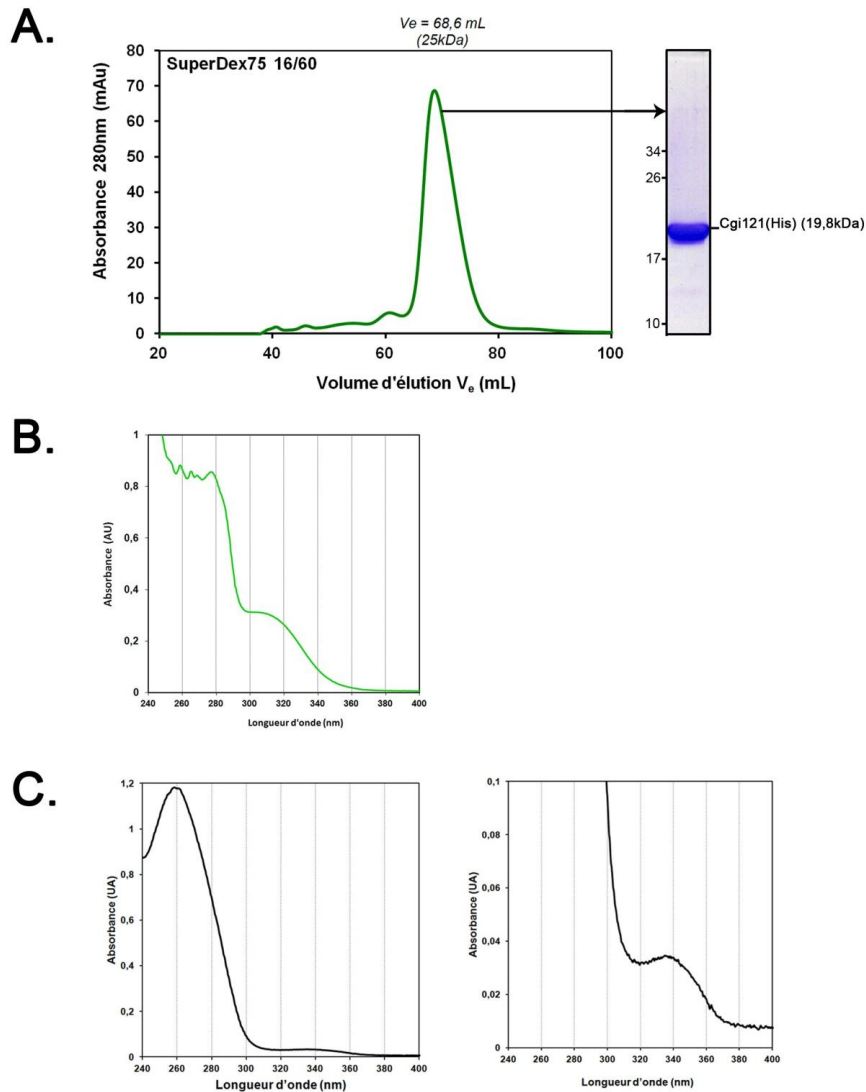 A.
Ve = 68,6 mL
(25kDa)
SuperDex75 16/60
Absorbance 280nm (mAu)
80
70
60
50
40
30
20
10
0
20 40 60 80 100
Volume d'élution Ve (mL)
34
26
17
10
Cgi121(His) (19,8kDa)
B.
Absorbance (AU)
1
0,8
0,6
0,4
0,2
0
240 260 280 300 320 340 360 380 400
Longueur d'onde (nm)
C.
Absorbance (UA)
1,2
1
0,8
0,6
0,4
0,2
0
240 260 280 300 320 340 360 380 400
Longueur d'onde (nm)
Absorbance (UA)
0,1
0,08
0,06
0,04
0,02
0
240 260 280 300 320 340 360 380 400
Longueur d'onde (nm)